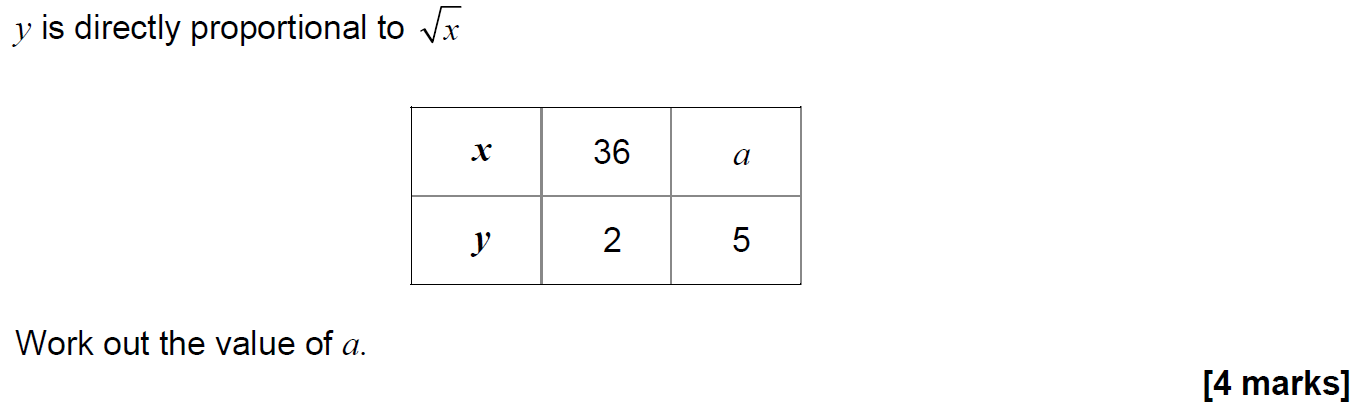 y is directly proportional to √x
x 36 a
y 2 5
Work out the value of a.
[4 marks]